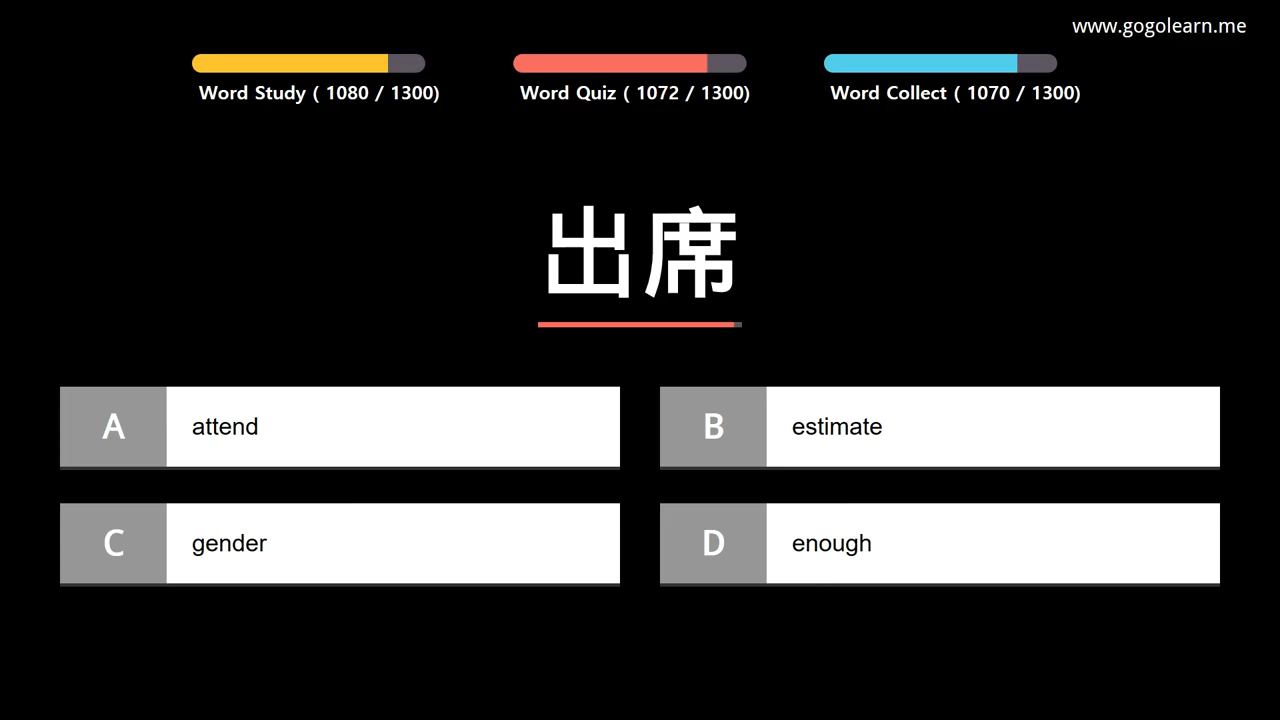 www.gogolearn.me
Word Study ( 1080 / 1300)
Word Quiz ( 1072 / 1300)
Word Collect ( 1070 / 1300)
出席
A attend
B estimate
C gender
D enough